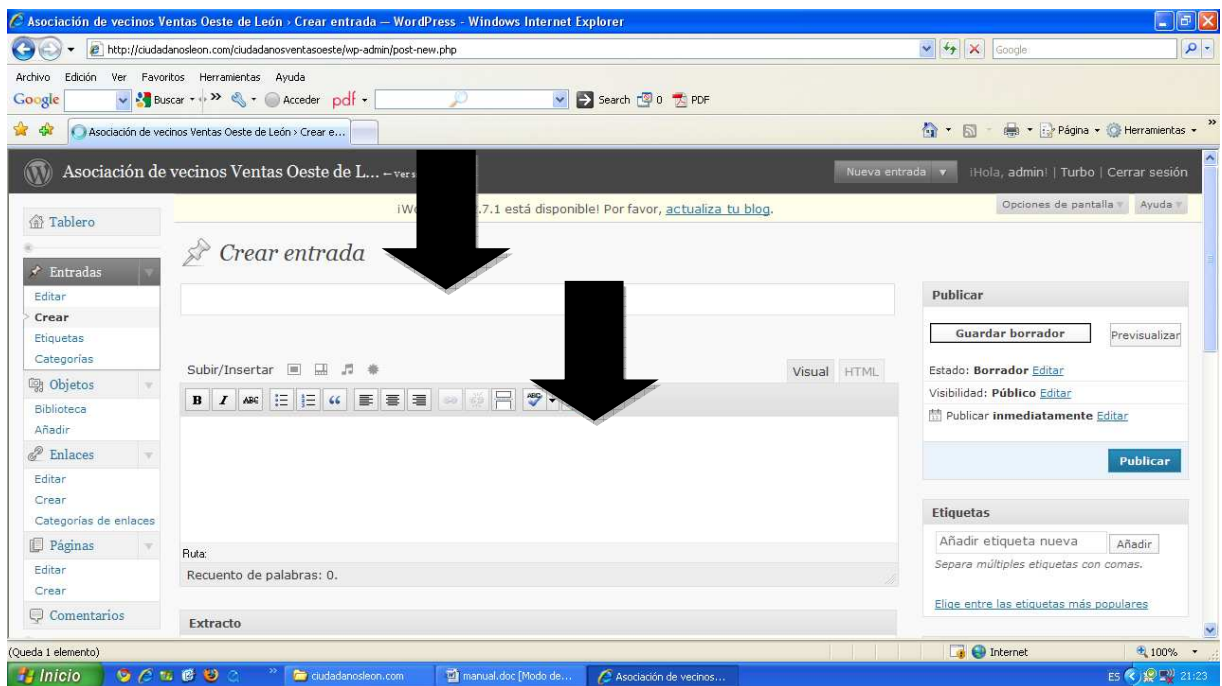 Asociación de vecinos Ventas Oeste de León › Crear entrada — WordPress - Windows Internet Explorer
http://ciudadanosleon.com/ciudadanosventasoeste/wp-admin/post-new.php
Google
Archivo Edición Ver Favoritos Herramientas Ayuda
Google Buscar Acceder pdf Search 0 PDF
Asociación de vecinos Ventas Oeste de León › Crear e... Página Herramientas
Asociación de vecinos Ventas Oeste de L... Nueva entrada ¡Hola, admin! | Turbo | Cerrar sesión
.7.1 está disponible! Por favor, actualiza tu blog. Opciones de pantalla Ayuda
Tablero
Crear entrada
Entradas
Editar
Crear
Etiquetas
Categorías
Objetos
Biblioteca
Añadir
Enlaces
Editar
Crear
Categorías de enlaces
Páginas
Editar
Crear
Comentarios
Subir/Insertar Visual HTML
B I ABC ABC
Ruta:
Recuento de palabras: 0.
Extracto
Publicar
Guardar borrador Previsualizar
Estado: Borrador Editar
Visibilidad: Público Editar
Publicar inmediatamente Editar
Publicar
Etiquetas
Añadir etiqueta nueva Añadir
Separa múltiples etiquetas con comas.
Elige entre las etiquetas más populares
(Queda 1 elemento) Internet 100%
Inicio ciudadanosleon.com manual.doc [Modo de... Asociación de vecinos... ES 21:23